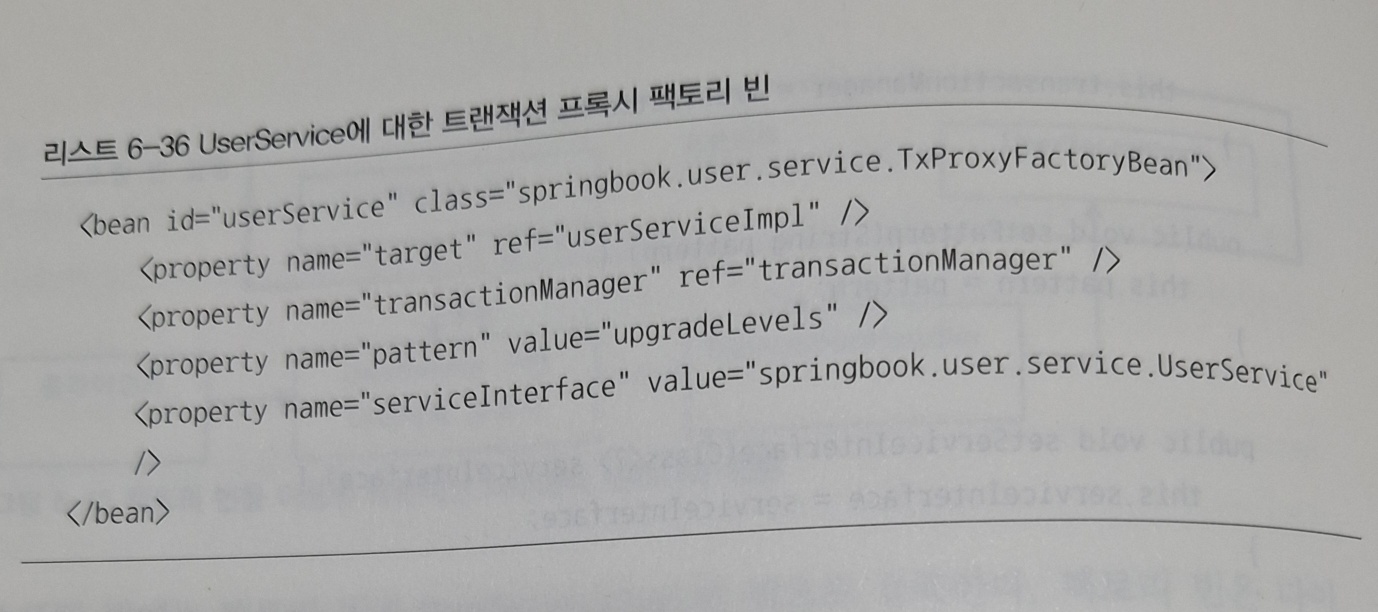 리스트 6–36 UserService에 대한 트랜잭션 프록시 팩토리 빈
<bean id="userService" class="springbook.user.service.TxProxyFactoryBean">
<property name="target" ref="userServiceImpl" />
<property name="transactionManager" ref="transactionManager" />
<property name="pattern" value="upgradeLevels" />
<property name="serviceInterface" value="springbook.user.service.UserService"
/>
</bean>